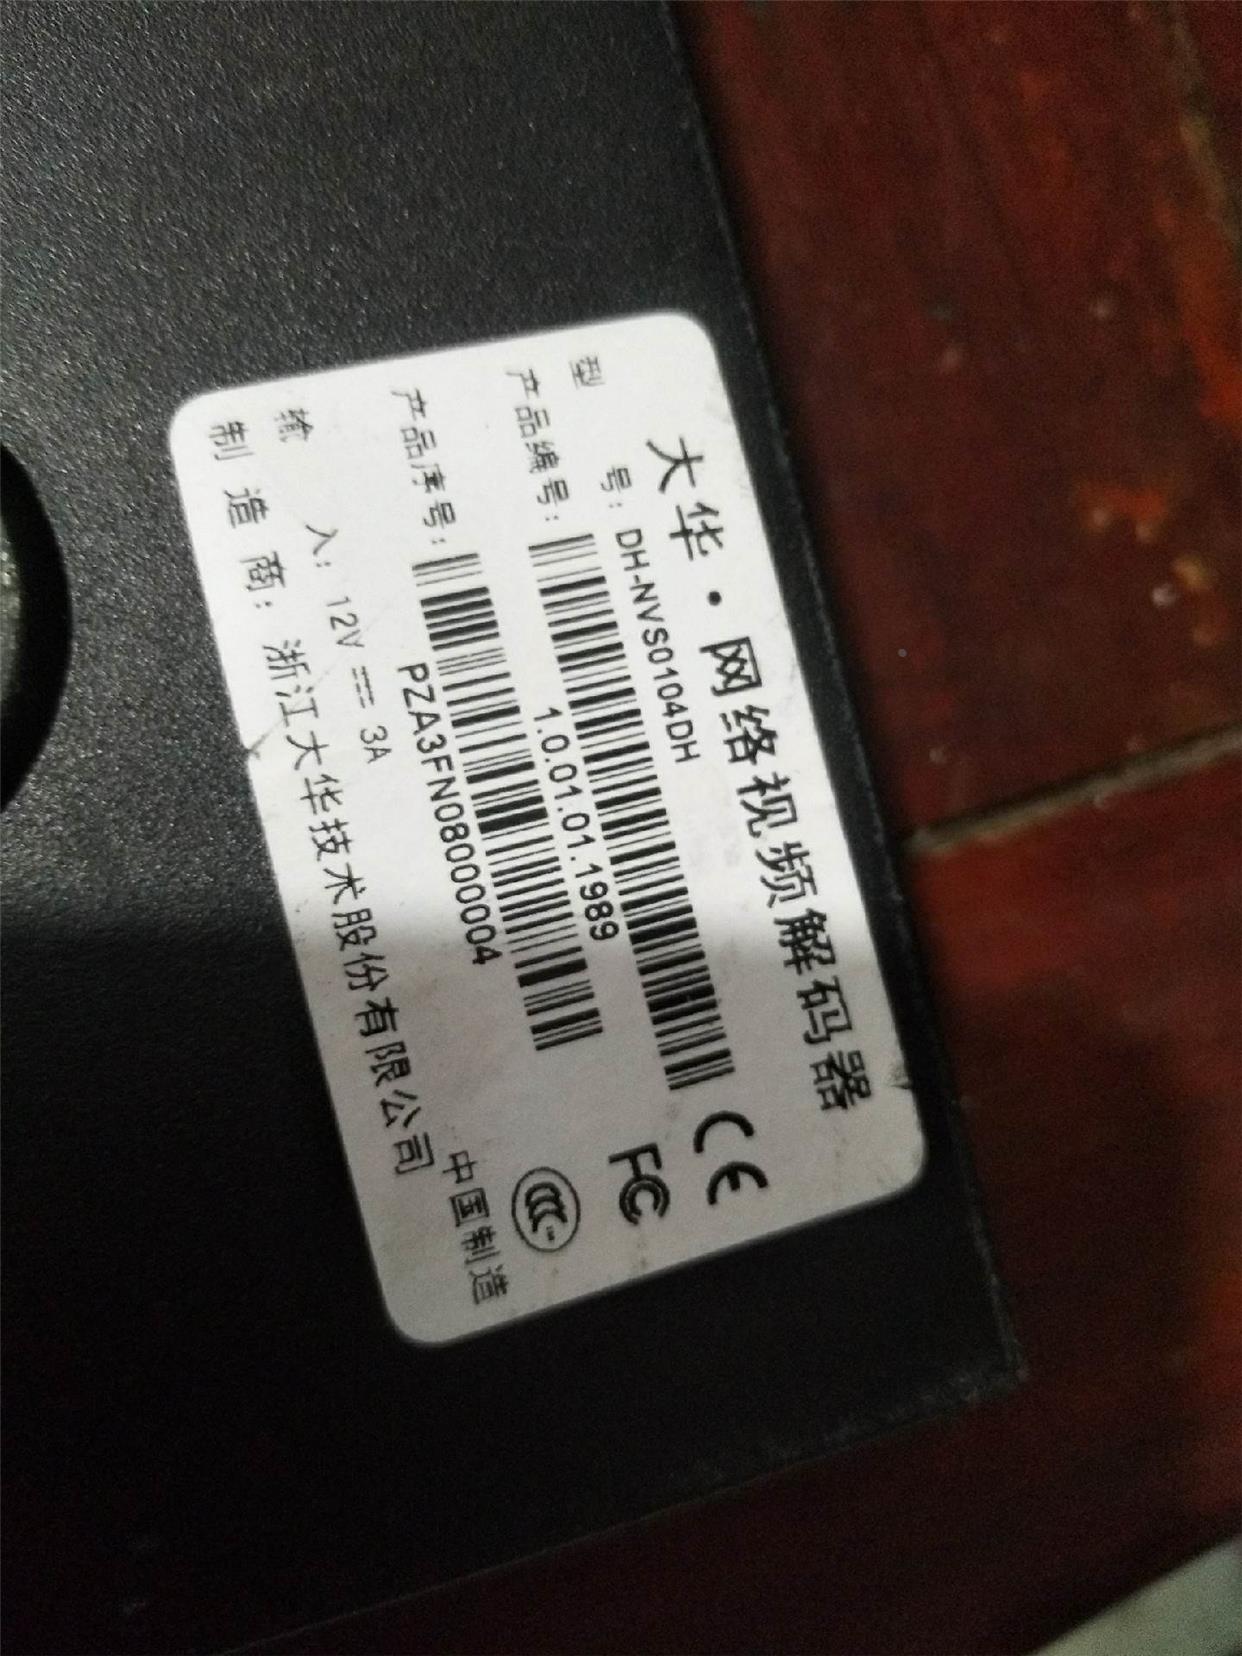 大华·网络视频解码器
型 号: DH-NVS0104DH
产品编号:
1.0.01.01.1989
产品序号:
PZA3FN0800004
输 入: 12V ⎓ 3A
制 造 商: 浙江大华技术股份有限公司
中国制造
CE
FC
CCC